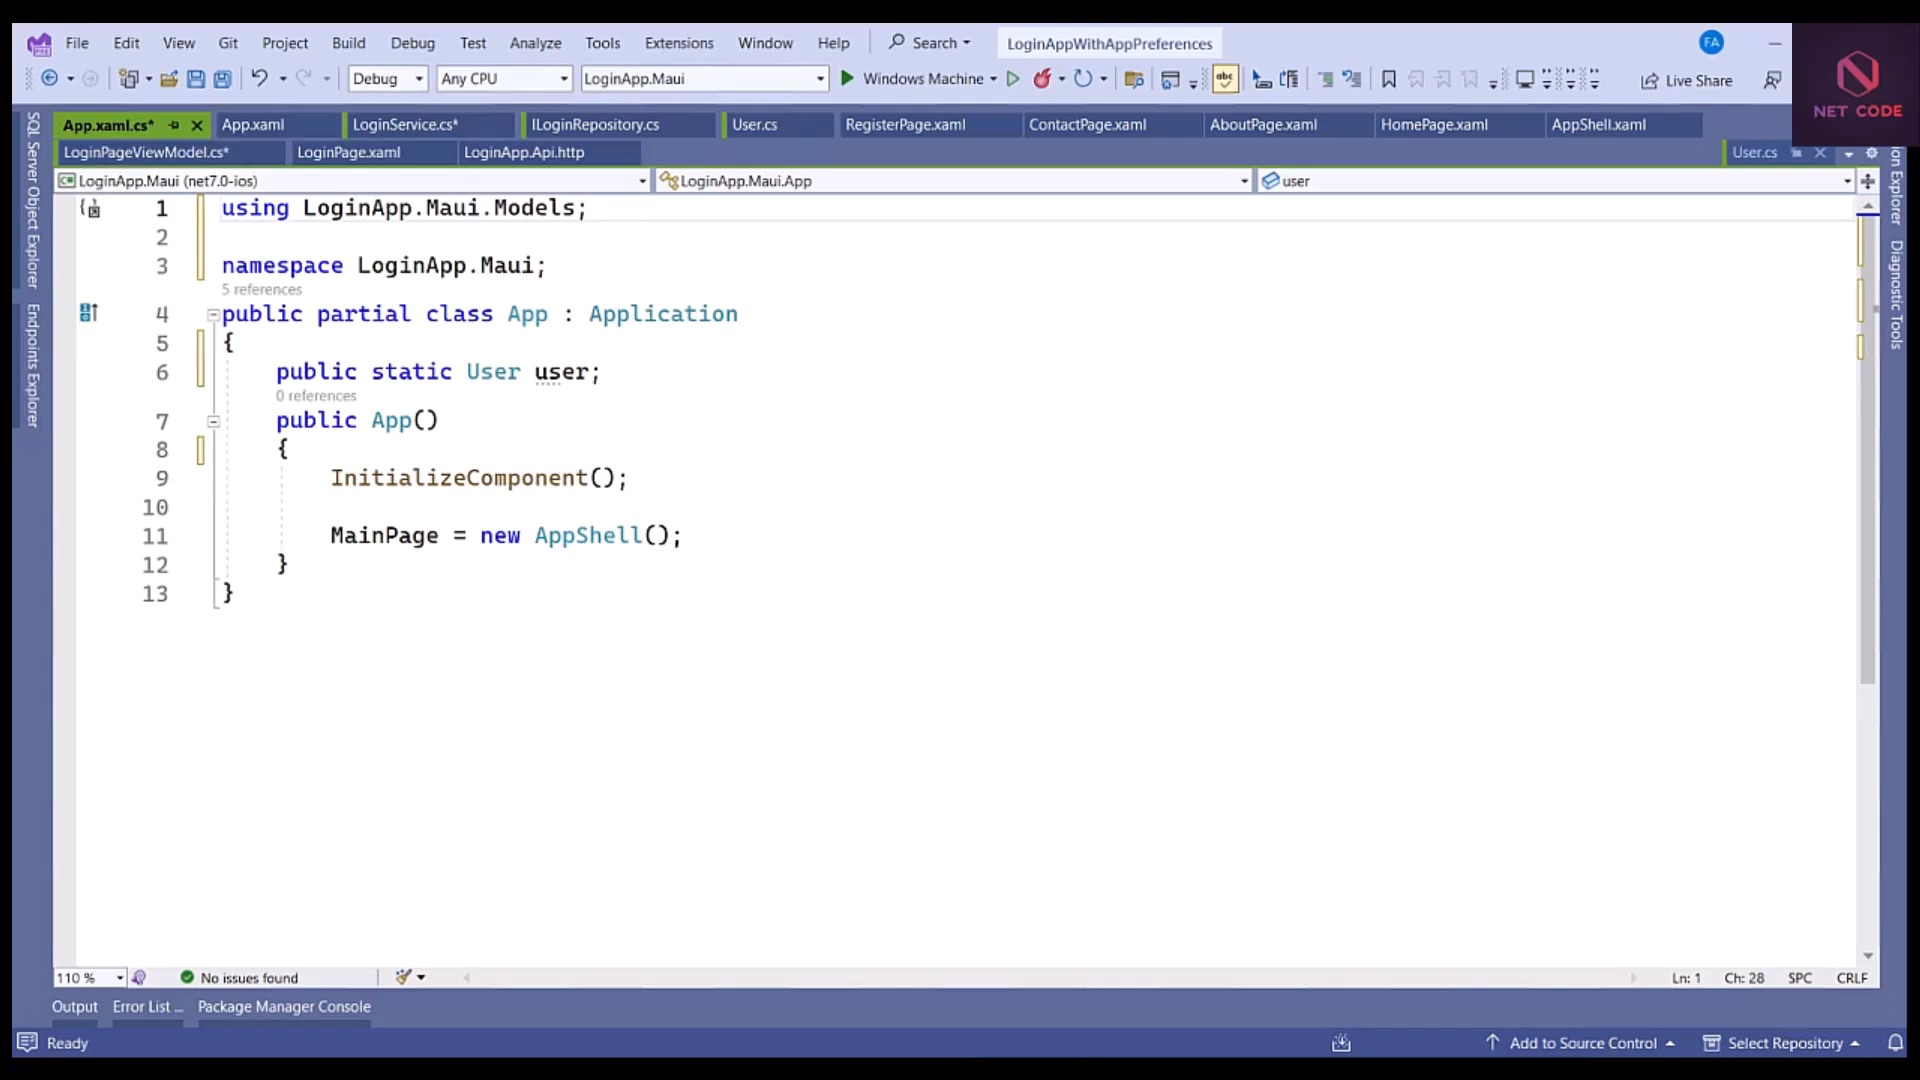 File Edit View Git Project Build Debug Test Analyze Tools Extensions Window Help Search LoginAppWithAppPreferences FA
Debug Any CPU LoginApp.Maui Windows Machine abc Live Share
NET CODE
App.xaml.cs* App.xaml LoginService.cs* ILoginRepository.cs User.cs RegisterPage.xaml ContactPage.xaml AboutPage.xaml HomePage.xaml AppShell.xaml
LoginPageViewModel.cs* LoginPage.xaml LoginApp.Api.http User.cs
LoginApp.Maui (net7.0-ios) LoginApp.Maui.App user
SQL Server Object Explorer
Endpoints Explorer
ion Explorer
Diagnostic Tools
1 using LoginApp.Maui.Models;
2
3 namespace LoginApp.Maui;
5 references
4 public partial class App : Application
5 {
6 public static User user;
0 references
7 public App()
8 {
9 InitializeComponent();
10
11 MainPage = new AppShell();
12 }
13 }
110 % No issues found Ln: 1 Ch: 28 SPC CRLF
Output Error List ... Package Manager Console
Ready Add to Source Control Select Repository